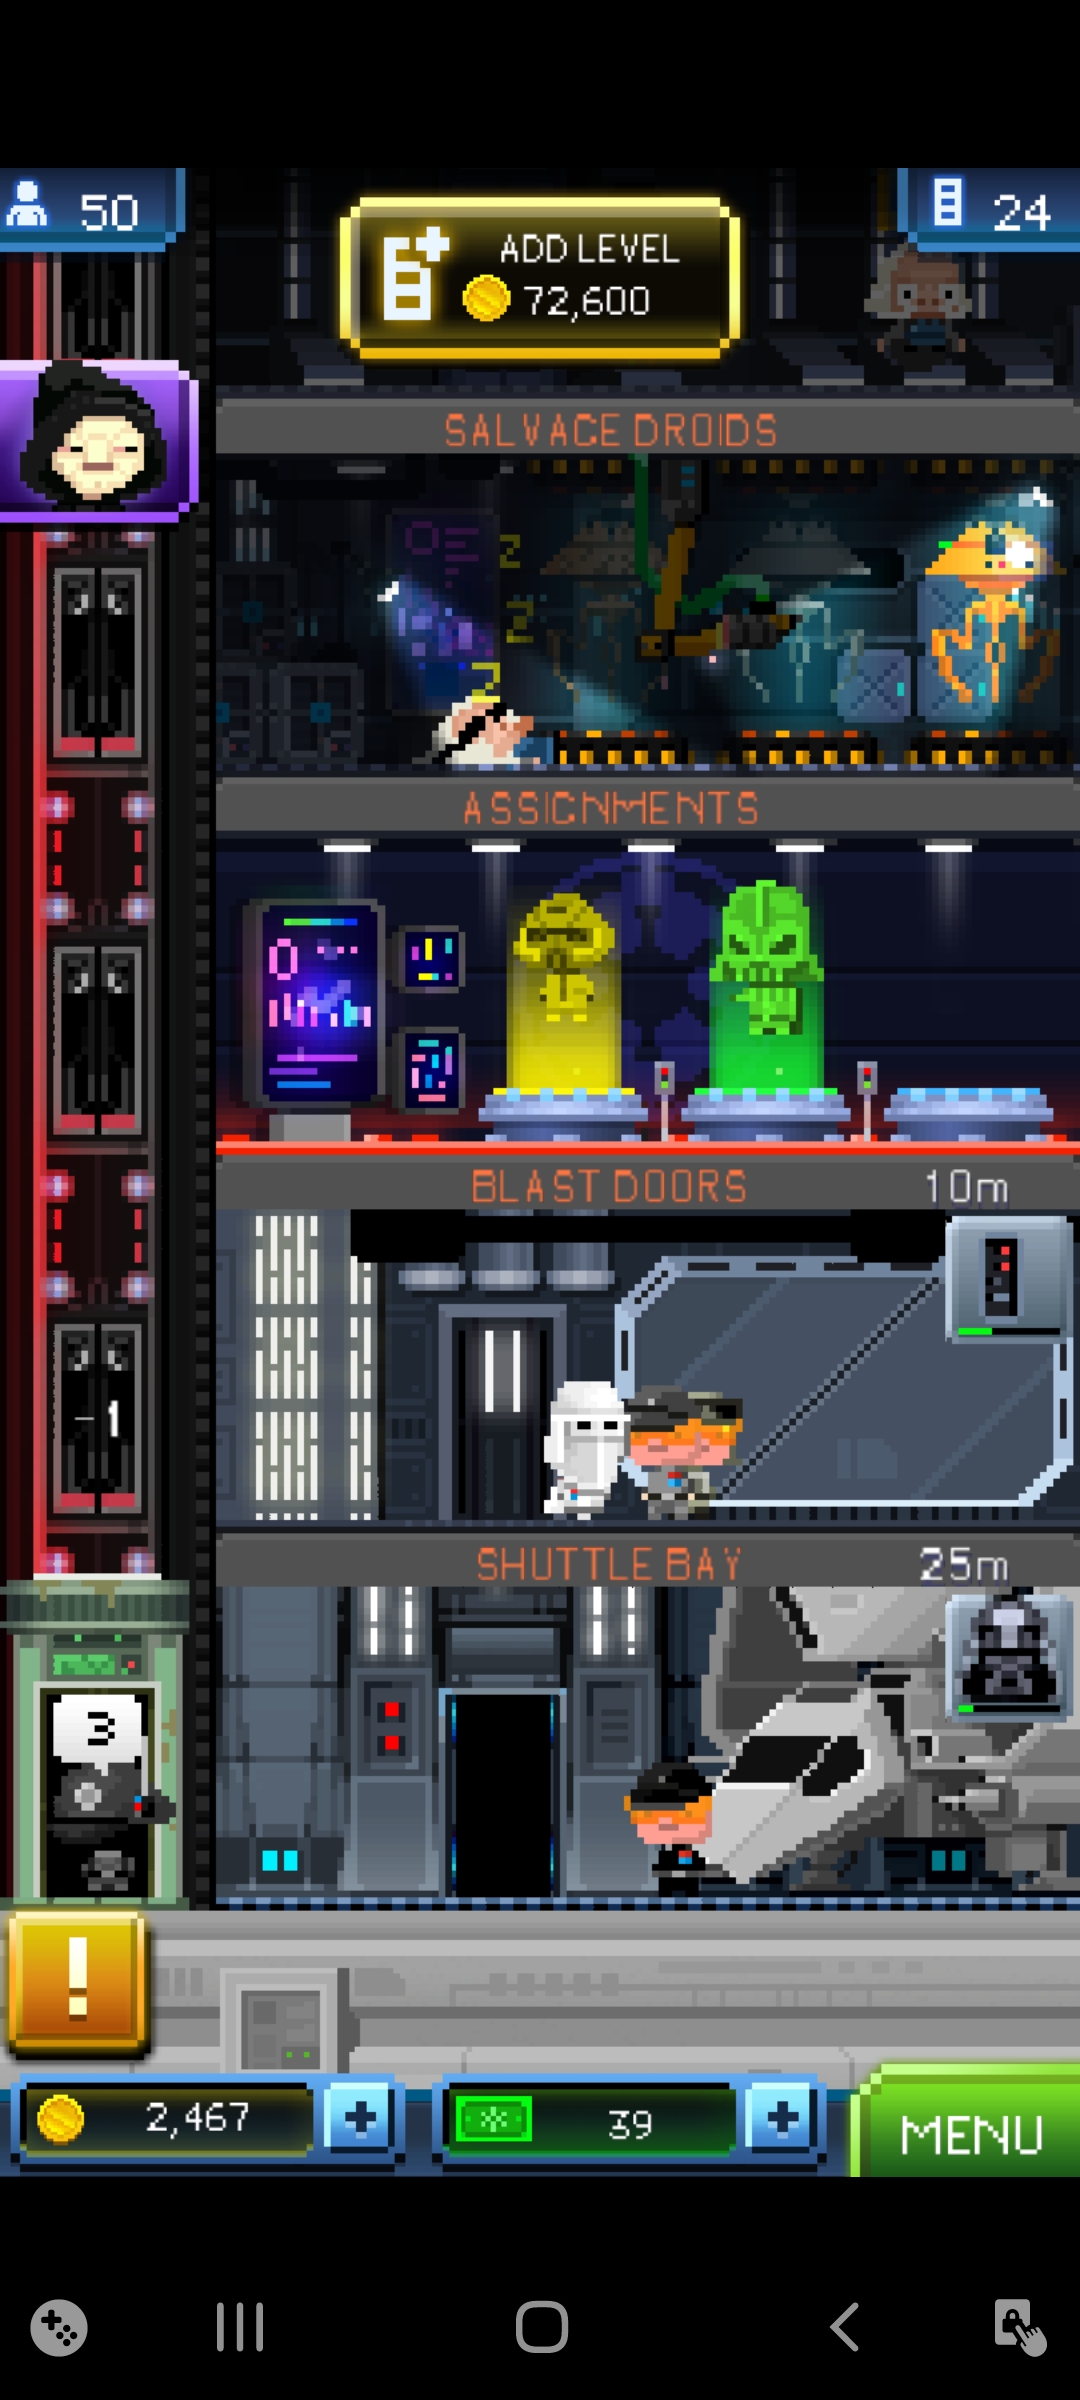 50
ADD LEVEL
72,600
24
SALVAGE DROIDS
Z
Z
Z
ASSIGNMENTS
BLAST DOORS 10m
-1
SHUTTLE BAY 25m
3
!
2,467
+
39
+
MENU